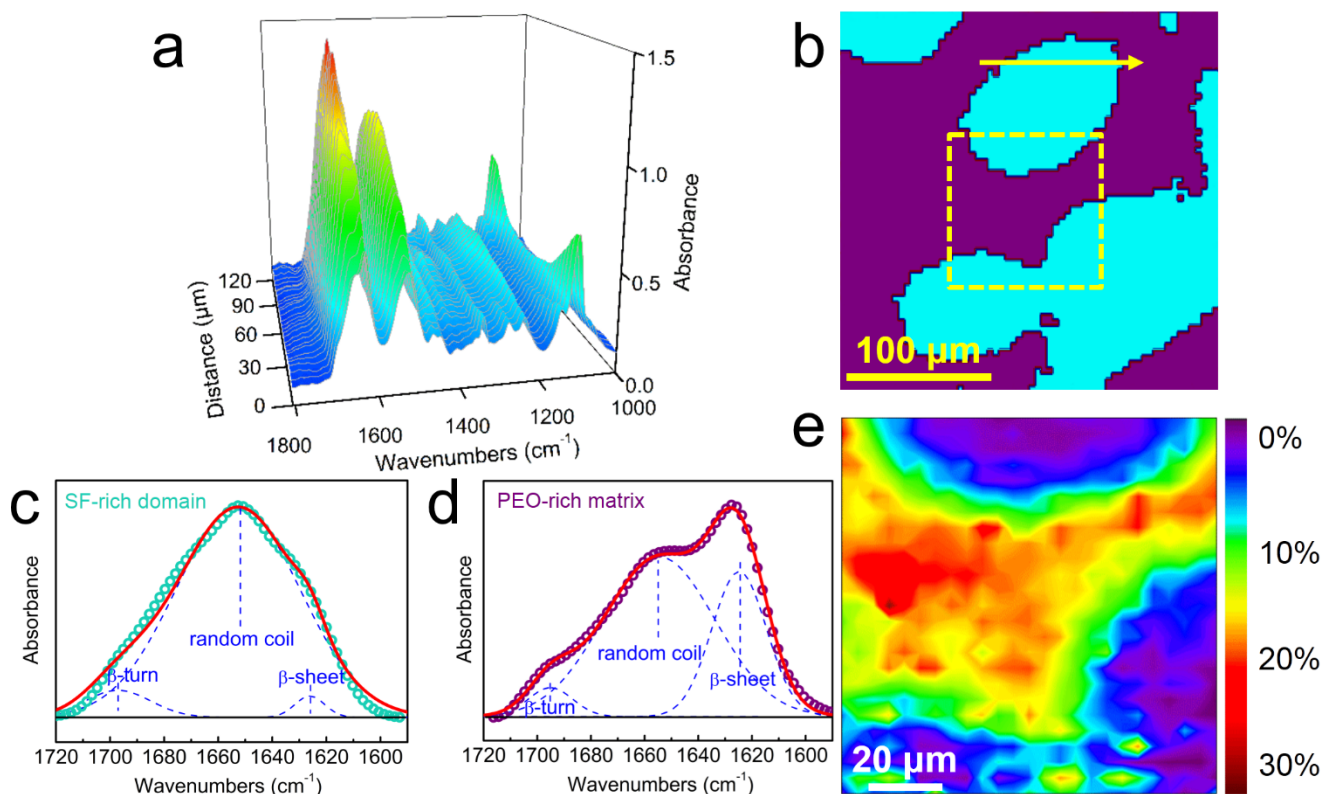 a
1.5
1.0
0.5
0.0
Absorbance
120
90
60
30
0
Distance (µm)
1800
1600
1400
1200
1000
Wavenumbers (cm⁻¹)
b
100 µm
c
SF-rich domain
random coil
β-turn
β-sheet
Absorbance
1720
1700
1680
1660
1640
1620
1600
Wavenumbers (cm⁻¹)
d
PEO-rich matrix
random coil
β-sheet
β-turn
Absorbance
1720
1700
1680
1660
1640
1620
1600
Wavenumbers (cm⁻¹)
e
20 µm
0%
10%
20%
30%